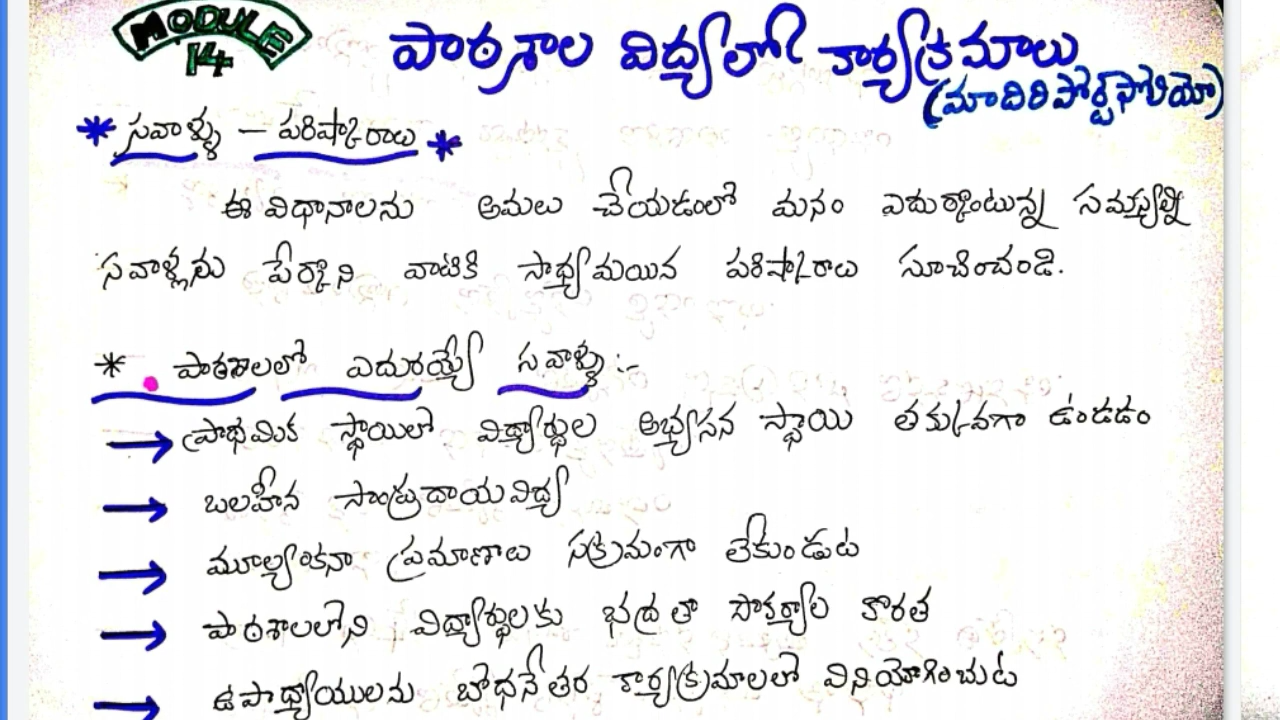 MODULE
14
పాఠశాల విద్యలో కార్యక్రమాలు
(మాదిరి పోర్ట్ఫోలియో)
* సవాళ్ళు – పరిష్కారాలు *
ఈ విధానాలను అమలు చేయడంలో మనం ఎదుర్కొంటున్న సమస్యల్ని
సవాళ్లను పేర్కొని వాటికి సాధ్యమయిన పరిష్కారాలు సూచించండి.
* పాఠశాలలో ఎదురయ్యే సవాళ్ళు :-
→ ప్రాథమిక స్థాయిలో విద్యార్థుల అభ్యసన స్థాయి తక్కువగా ఉండడం
→ బలహీన సాంప్రదాయ విద్య
→ మూల్యాంకనా ప్రమాణాలు సక్రమంగా లేకుండుట
→ పాఠశాలలోని విద్యార్థులకు భద్రతా సౌకర్యాల కొరత
→ ఉపాధ్యాయులను బోధనేతర కార్యక్రమాలలో వినియోగించుట